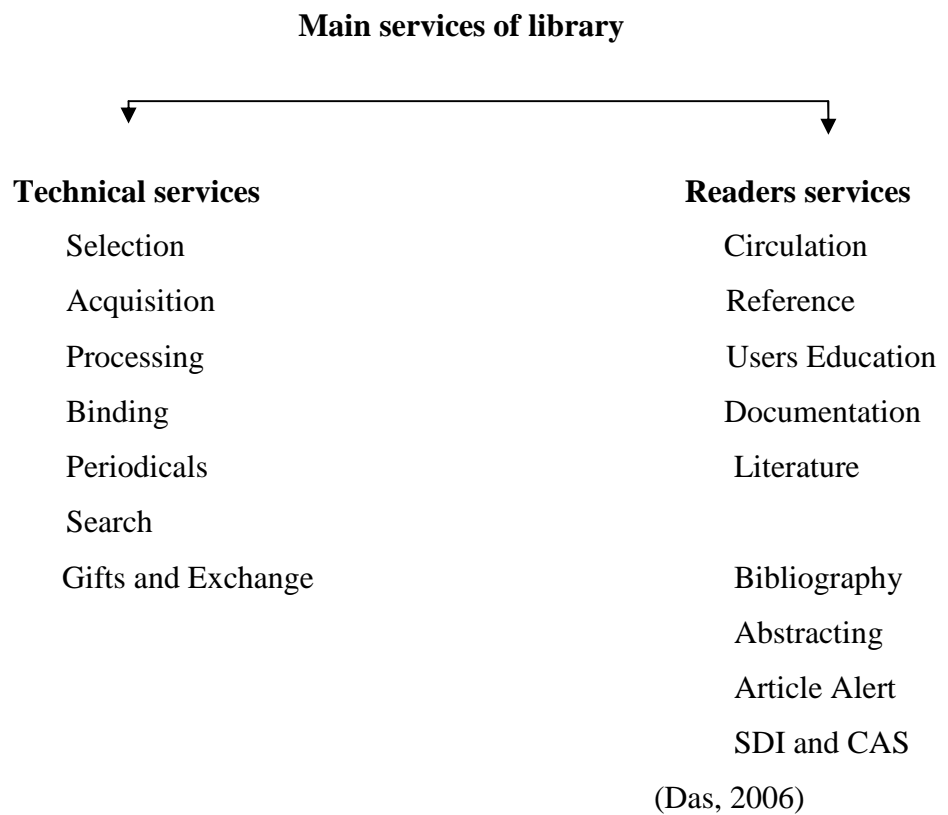 Main services of library
Technical services
Selection
Acquisition
Processing
Binding
Periodicals
Search
Gifts and Exchange
Readers services
Circulation
Reference
Users Education
Documentation
Literature
Bibliography
Abstracting
Article Alert
SDI and CAS
(Das, 2006)